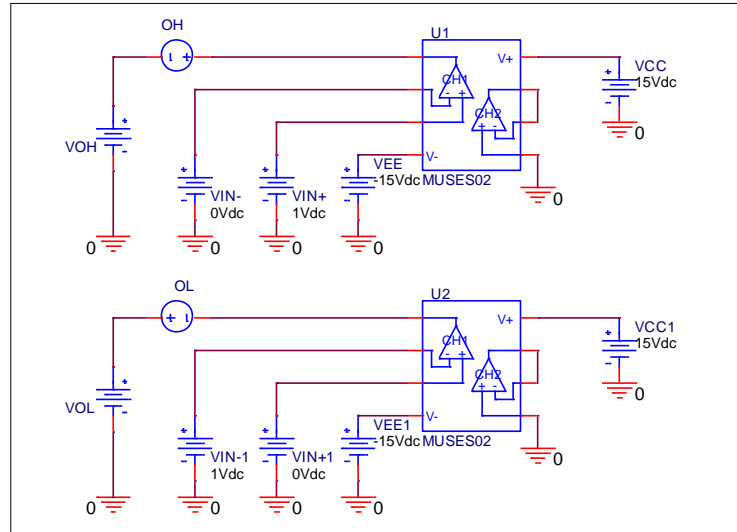 OH
U1
+
V+
VCC
15Vdc
+
-
CH1
- +
CH2
+ -
0
VOH
+
-
VEE
-15Vdc
V-
MUSES02
+
-
VIN-
0Vdc
+
-
VIN+
1Vdc
+
-
0
0
0
0
0
OL
U2
+
V+
VCC1
15Vdc
+
-
CH1
- +
CH2
+ -
0
VOL
+
-
VEE1
-15Vdc
V-
MUSES02
+
-
VIN-1
1Vdc
+
-
VIN+1
0Vdc
+
-
0
0
0
0
0